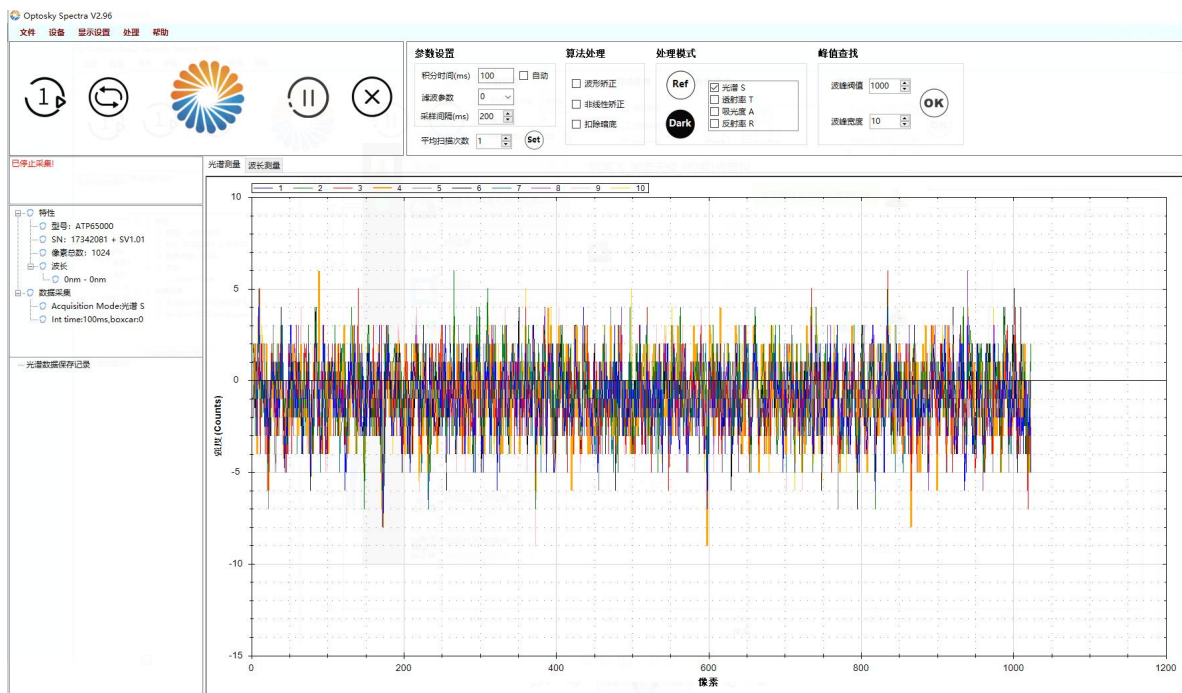 Optosky Spectra V2.96
文件 设备 显示设置 处理 帮助
参数设置
积分时间(ms) 100 自动
滤波参数 0
采样间隔(ms) 200
平均扫描次数 1 Set
算法处理
波形矫正
非线性矫正
扣除暗底
处理模式
Ref
Dark
光谱 S
透射率 T
吸光度 A
反射率 R
峰值查找
波峰阀值 1000
波峰宽度 10
OK
已停止采集!
特性
型号: ATP65000
SN: 17342081 + SV1.01
像素总数: 1024
波长
0nm - 0nm
数据采集
Acquisition Mode:光谱 S
Int time:100ms,boxcar:0
光谱数据保存记录
光谱测量 波长测量
1 2 3 4 5 6 7 8 9 10
强度 (Counts)
10
5
0
-5
-10
-15
0 200 400 600 800 1000 1200
像素